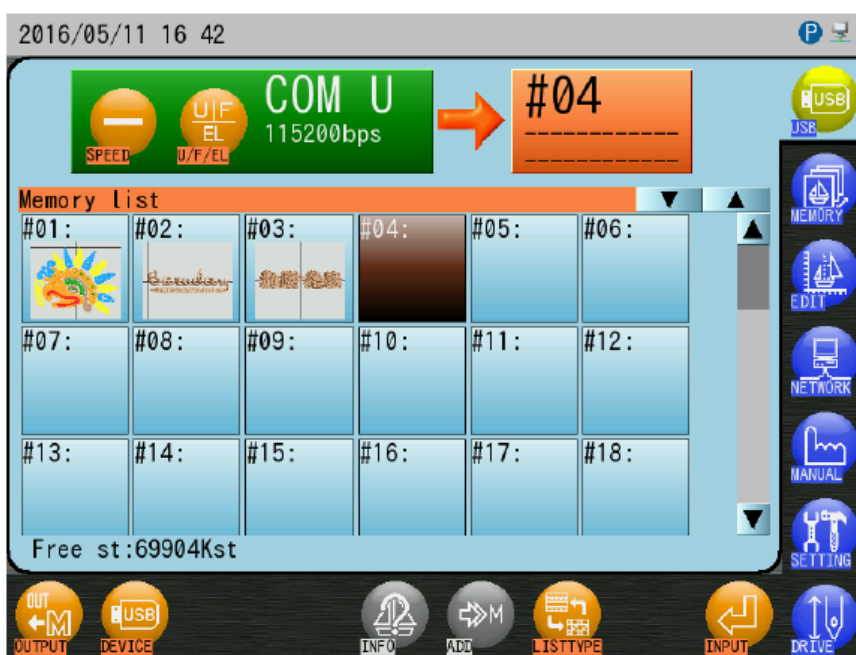 2016/05/11 16 42
P
COM U
115200bps
SPEED
U F
EL
U/F/EL
#04
USB
USB
Memory list
#01:
#02:
#03:
#04:
#05:
#06:
Barudan
#07:
#08:
#09:
#10:
#11:
#12:
#13:
#14:
#15:
#16:
#17:
#18:
Free st:69904Kst
MEMORY
EDIT
NETWORK
MANUAL
SETTING
DRIVE
OUT
M
OUTPUT
USB
DEVICE
INFO
M
ADD
LISTTYPE
INPUT